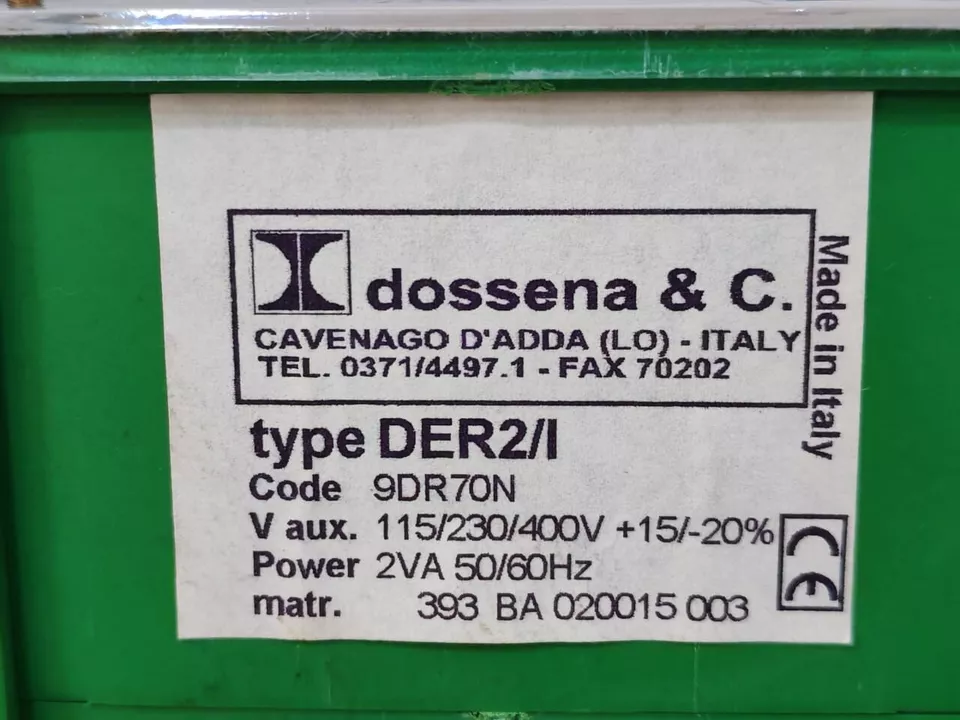 dossena & C.
CAVENAGO D'ADDA (LO) - ITALY
TEL. 0371/4497.1 - FAX 70202
Made in Italy
type DER2/I
Code 9DR70N
V aux. 115/230/400V +15/-20%
Power 2VA 50/60Hz
matr. 393 BA 020015 003
CE